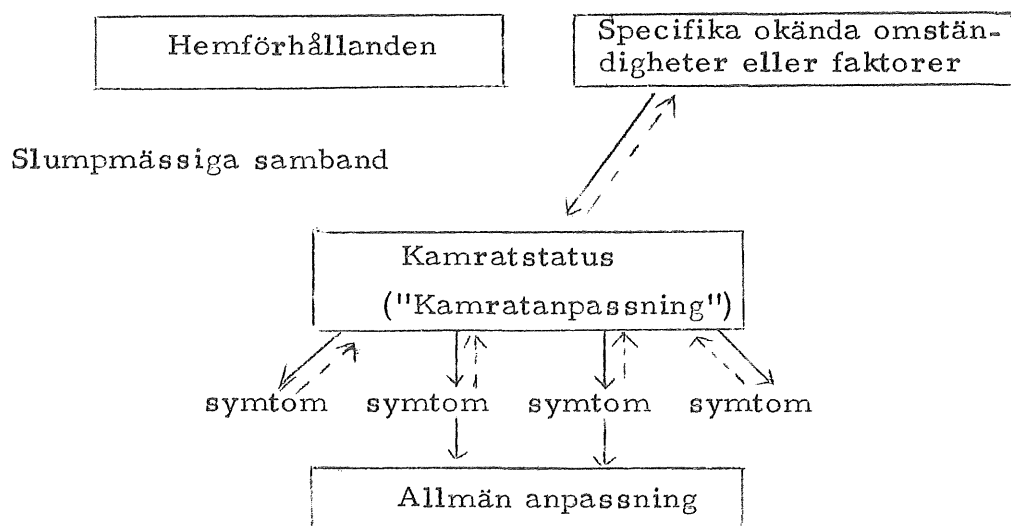 Hemförhållanden
Specifika okända omstän-
digheter eller faktorer
Slumpmässiga samband
Kamratstatus
("Kamratanpassning")
symtom symtom symtom symtom
Allmän anpassning